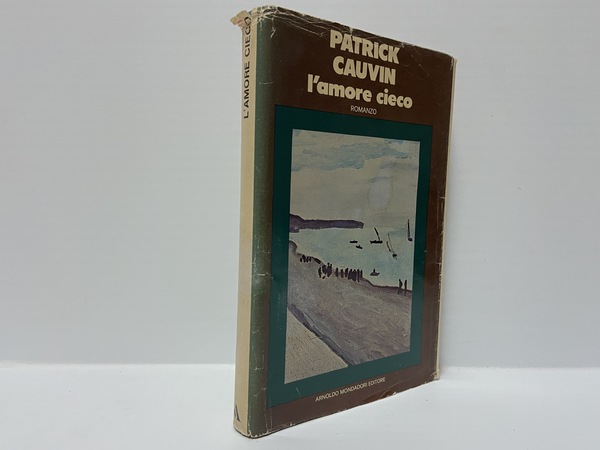 L'AMORE CIECO
PATRICK
CAUVIN
l'amore cieco
ROMANZO
ARNOLDO MONDADORI EDITORE